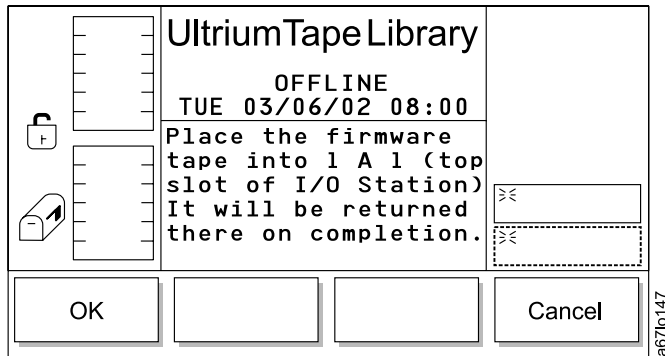 UltriumTape Library
OFFLINE
TUE 03/06/02 08:00
Place the firmware
tape into 1 A 1 (top
slot of I/O Station)
It will be returned
there on completion.
OK
Cancel
a67lp147